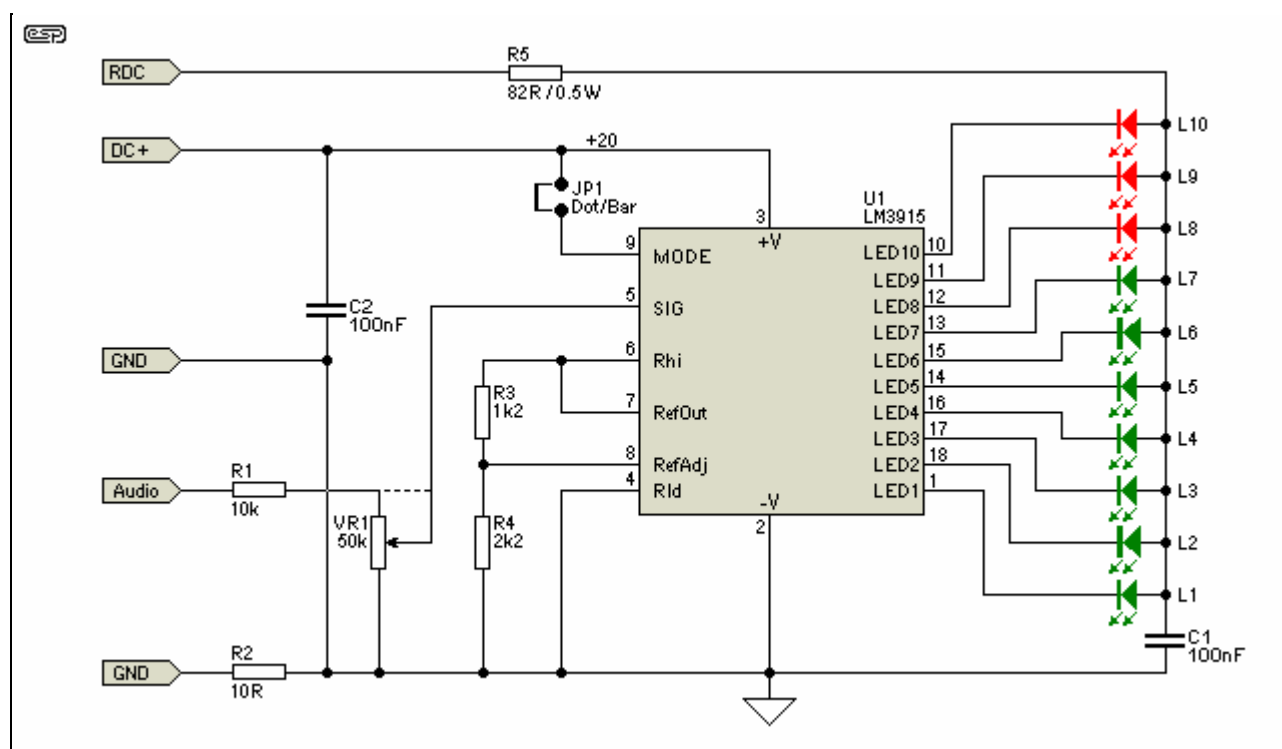 esp
RDC
R5
82R / 0.5W
DC+
+20
JP1
Dot/Bar
C2
100nF
GND
Audio
R1
10k
VR1
50k
GND
R2
10R
R3
1k2
R4
2k2
U1
LM3915
3
+V
9
MODE
5
SIG
6
Rhi
7
RefOut
8
RefAdj
4
Rld
-V
2
LED10
10
LED9
11
LED8
12
LED7
13
LED6
15
LED5
14
LED4
16
LED3
17
LED2
18
LED1
1
L10
L9
L8
L7
L6
L5
L4
L3
L2
L1
C1
100nF